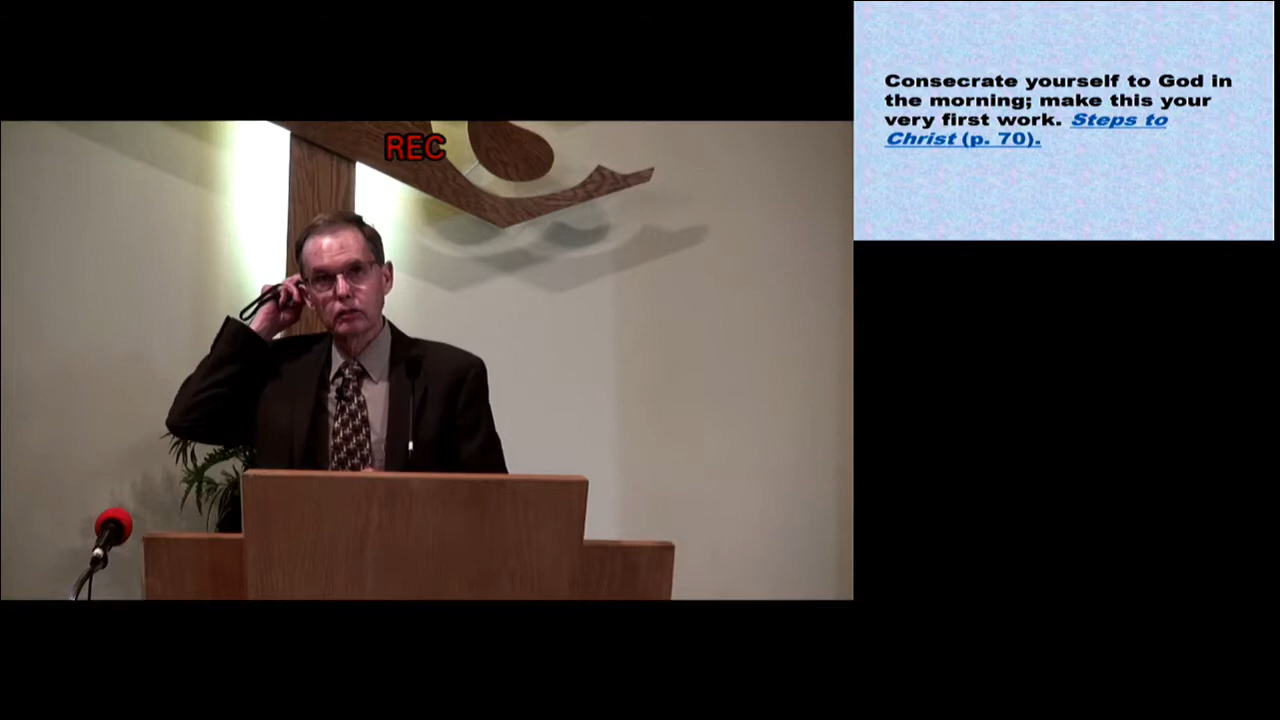 REC
Consecrate yourself to God in
the morning; make this your
very first work. Steps to
Christ (p. 70).